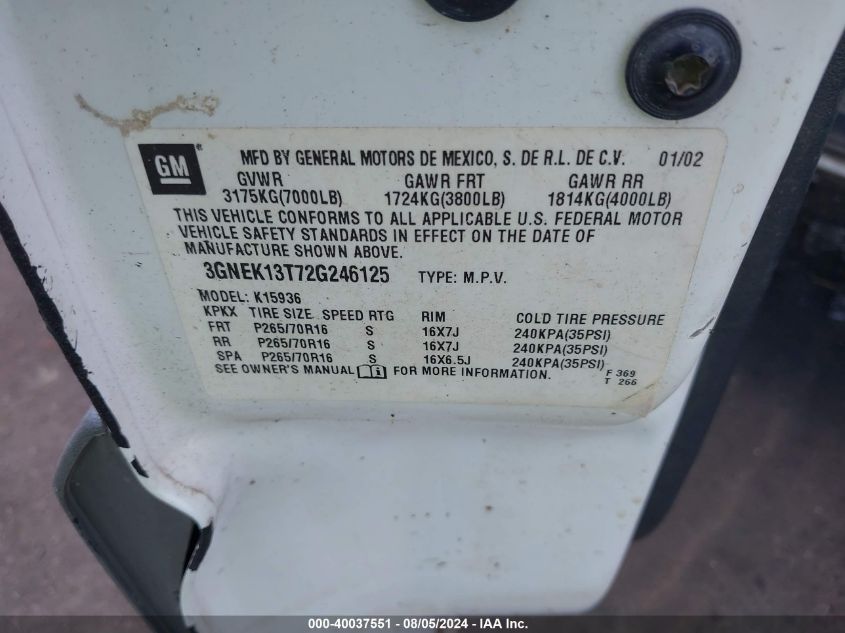 GM ® MFD BY GENERAL MOTORS DE MEXICO, S. DE R.L. DE C.V. 01/02
GVWR GAWR FRT GAWR RR
3175KG(7000LB) 1724KG(3800LB) 1814KG(4000LB)
THIS VEHICLE CONFORMS TO ALL APPLICABLE U.S. FEDERAL MOTOR
VEHICLE SAFETY STANDARDS IN EFFECT ON THE DATE OF
MANUFACTURE SHOWN ABOVE.
3GNEK13T72G246125 TYPE: M.P.V.
MODEL: K15936
KPKX TIRE SIZE SPEED RTG RIM COLD TIRE PRESSURE
FRT P265/70R16 S 16X7J 240KPA(35PSI)
RR P265/70R16 S 16X7J 240KPA(35PSI)
SPA P265/70R16 S 16X6.5J 240KPA(35PSI)
SEE OWNER'S MANUAL FOR MORE INFORMATION. F 369
T 266
000-40037551 - 08/05/2024 - IAA Inc.